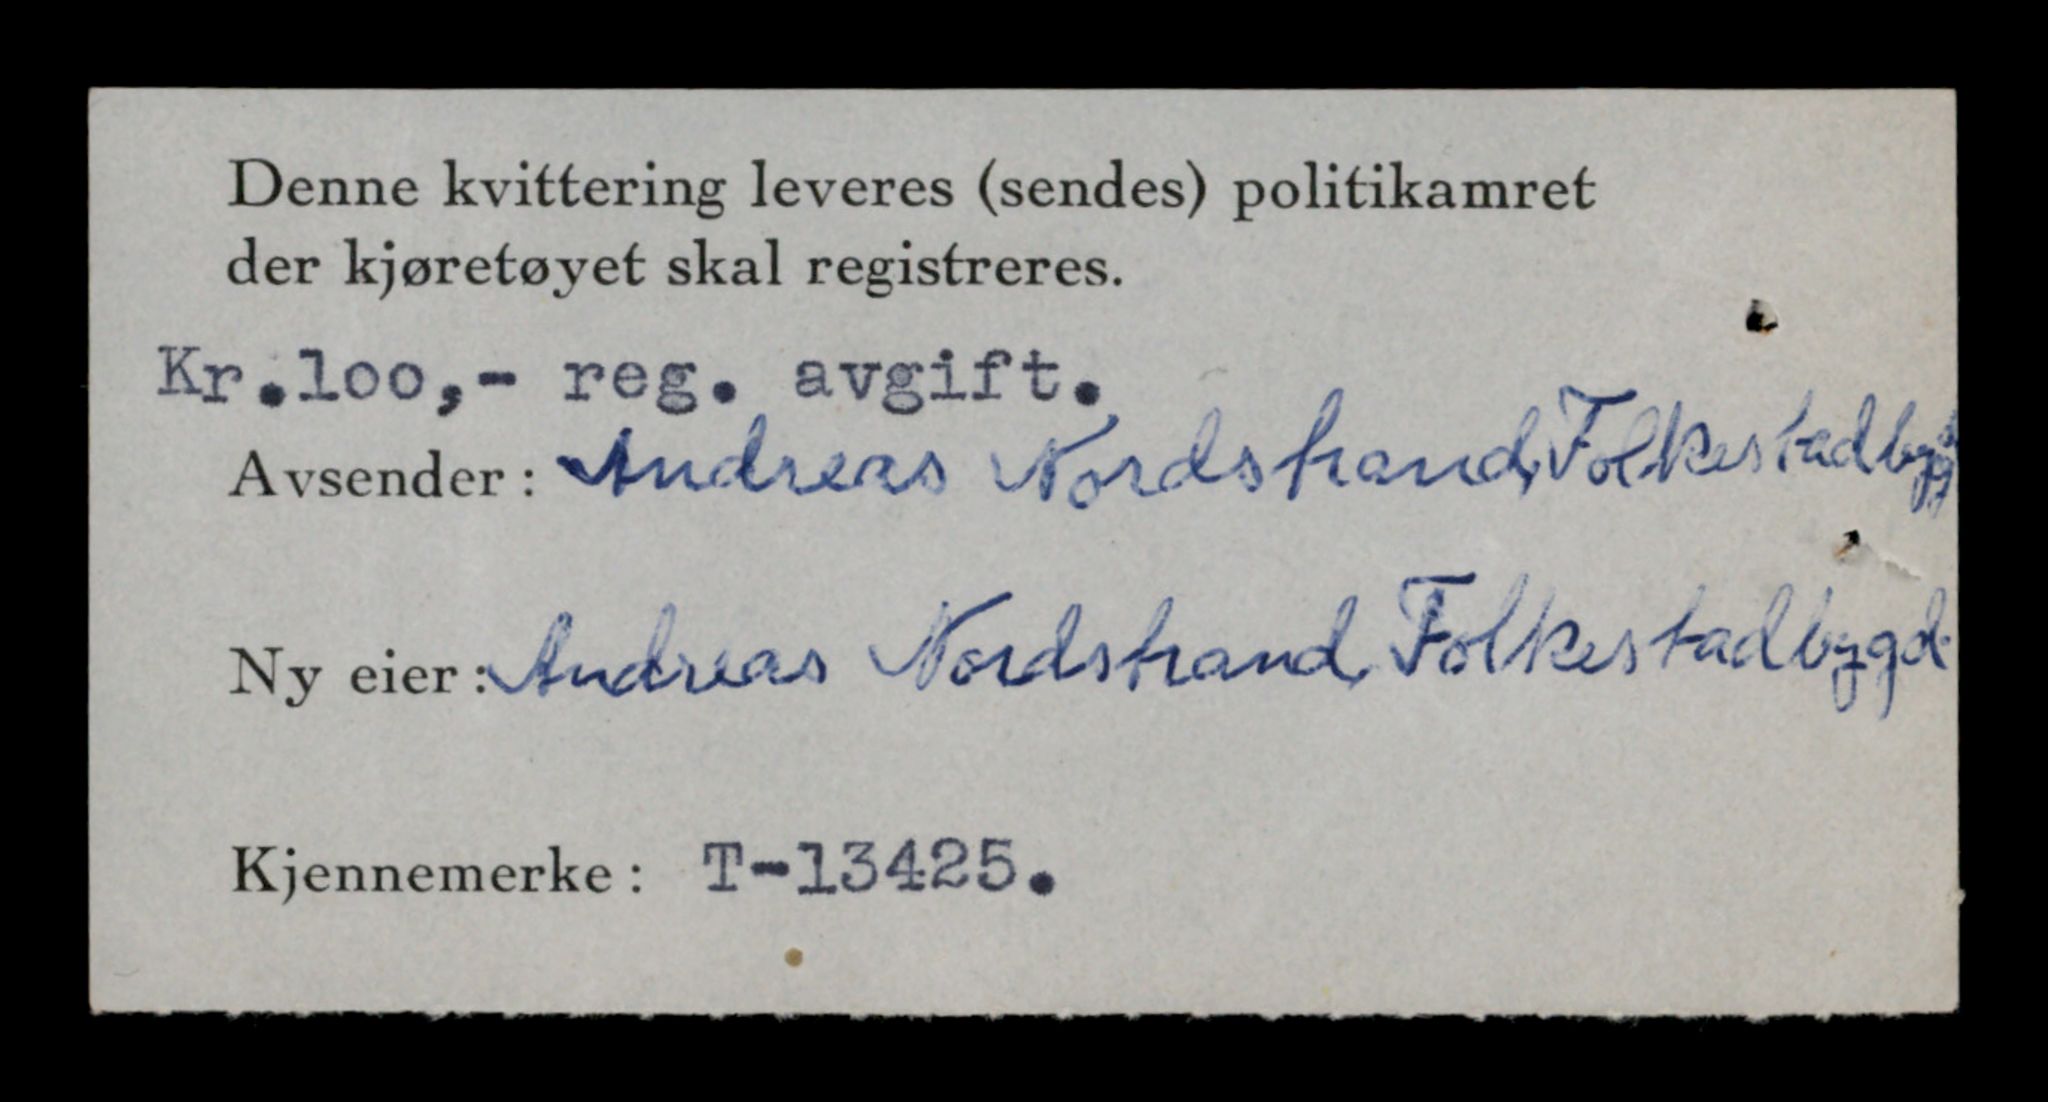 Denne kvittering leveres (sendes) politikamret
der kjøretøyet skal registreres.
Kr.loo,- reg. avgift.
Avsender: Andreas Nordstrand, Folkestadbygd
Ny eier: Andreas Nordstrand, Folkestadbygd
Kjennemerke: T-13425.